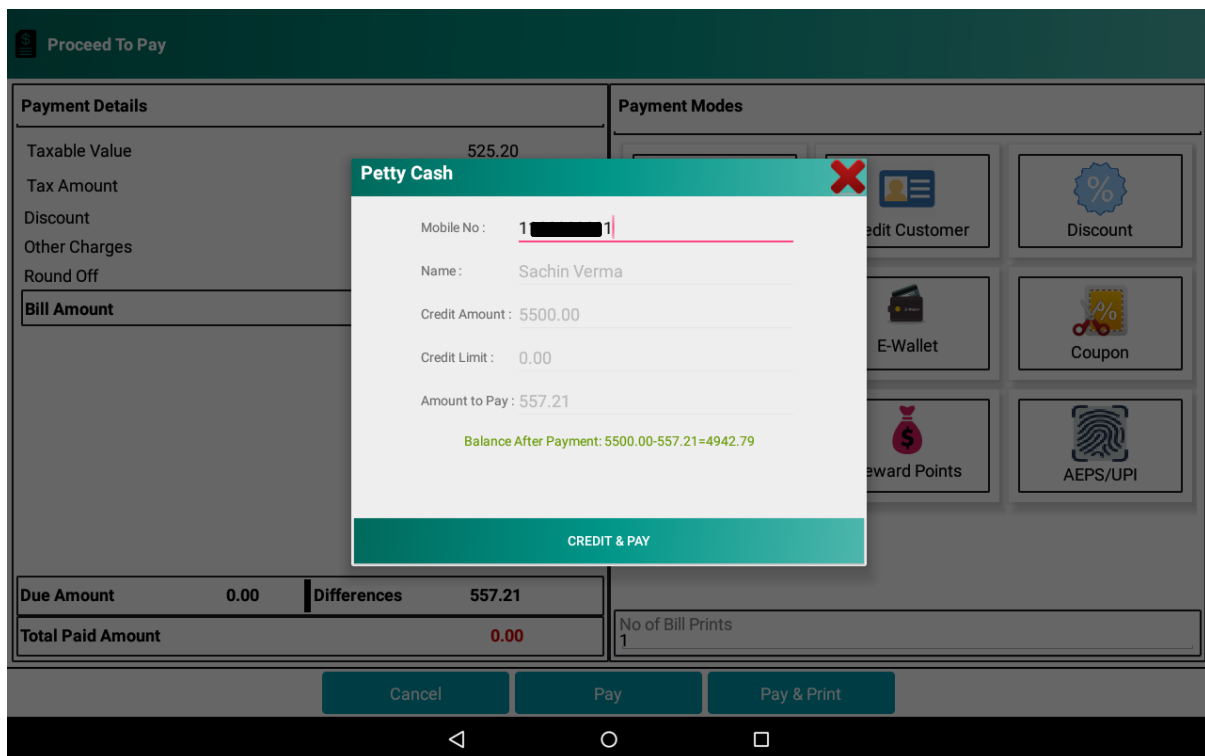 Proceed To Pay
Payment Details
Taxable Value 525.20
Tax Amount
Discount
Other Charges
Round Off
Bill Amount
Due Amount 0.00 Differences 557.21
Total Paid Amount 0.00
Petty Cash
Mobile No :
Name : Sachin Verma
Credit Amount : 5500.00
Credit Limit : 0.00
Amount to Pay : 557.21
Balance After Payment: 5500.00-557.21=4942.79
CREDIT & PAY
Payment Modes
Customer
Discount
E-Wallet
Coupon
Points
AEPS/UPI
No of Bill Prints
1
Cancel
Pay
Pay & Print